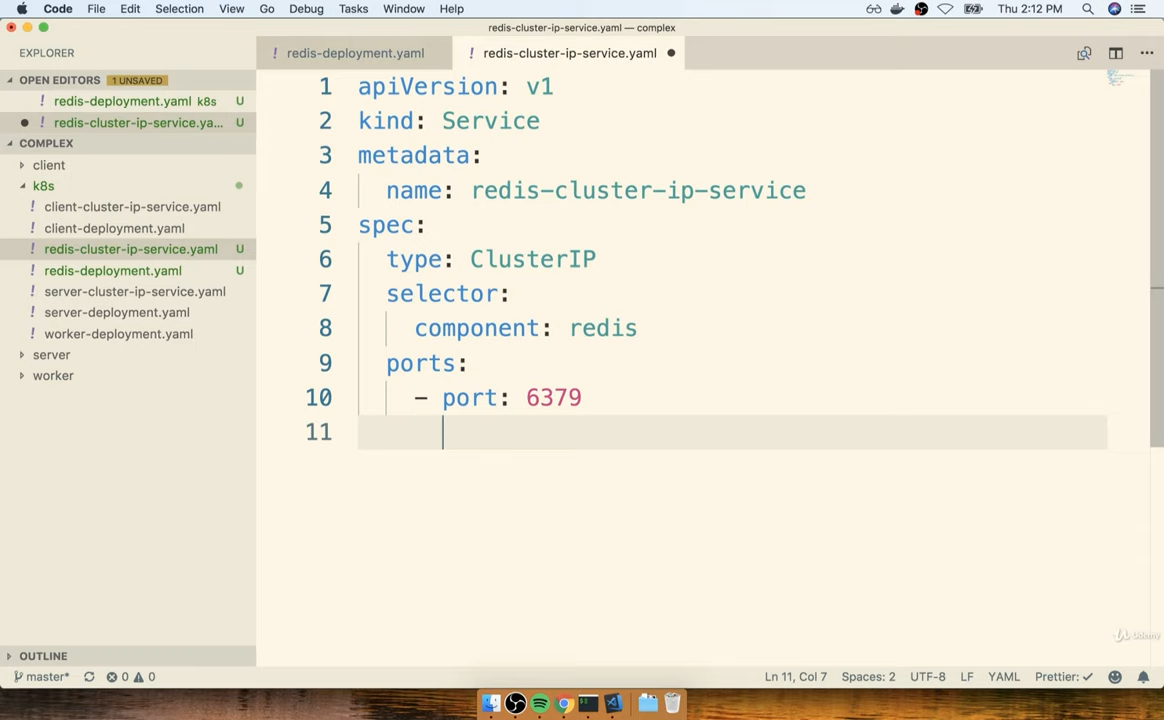 Code File Edit Selection View Go Debug Tasks Window Help Thu 2:12 PM
redis-cluster-ip-service.yaml — complex
EXPLORER
! redis-deployment.yaml ! redis-cluster-ip-service.yaml
OPEN EDITORS 1 UNSAVED
! redis-deployment.yaml k8s U
! redis-cluster-ip-service.ya... U
COMPLEX
client
k8s
! client-cluster-ip-service.yaml
! client-deployment.yaml
! redis-cluster-ip-service.yaml U
! redis-deployment.yaml U
! server-cluster-ip-service.yaml
! server-deployment.yaml
! worker-deployment.yaml
server
worker
OUTLINE
1 apiVersion: v1
2 kind: Service
3 metadata:
4 name: redis-cluster-ip-service
5 spec:
6 type: ClusterIP
7 selector:
8 component: redis
9 ports:
10 - port: 6379
11
Udemy
master* 0 0 Ln 11, Col 7 Spaces: 2 UTF-8 LF YAML Prettier: ✓